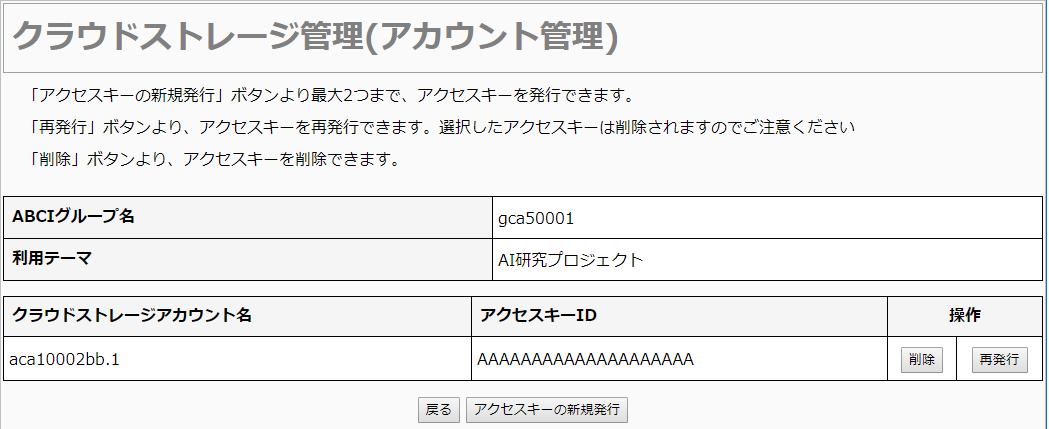 クラウドストレージ管理(アカウント管理)
「アクセスキーの新規発行」ボタンより最大2つまで、アクセスキーを発行できます。
「再発行」ボタンより、アクセスキーを再発行できます。選択したアクセスキーは削除されますのでご注意ください
「削除」ボタンより、アクセスキーを削除できます。
ABCIグループ名 gca50001
利用テーマ AI研究プロジェクト
クラウドストレージアカウント名 アクセスキーID 操作
aca10002bb.1 AAAAAAAAAAAAAAAAAAAA 削除 再発行
戻る アクセスキーの新規発行